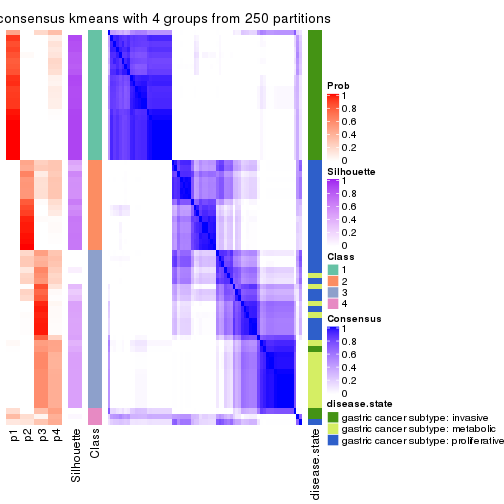 consensus kmeans with 4 groups from 250 partitions
Prob
1
0.8
0.6
0.4
0.2
0
Silhouette
1
0.8
0.6
0.4
0.2
0
Class
1
2
3
4
Consensus
1
0.8
0.6
0.4
0.2
0
disease.state
gastric cancer subtype: invasive
gastric cancer subtype: metabolic
gastric cancer subtype: proliferative
p1
p2
p3
p4
Silhouette
Class
disease.state